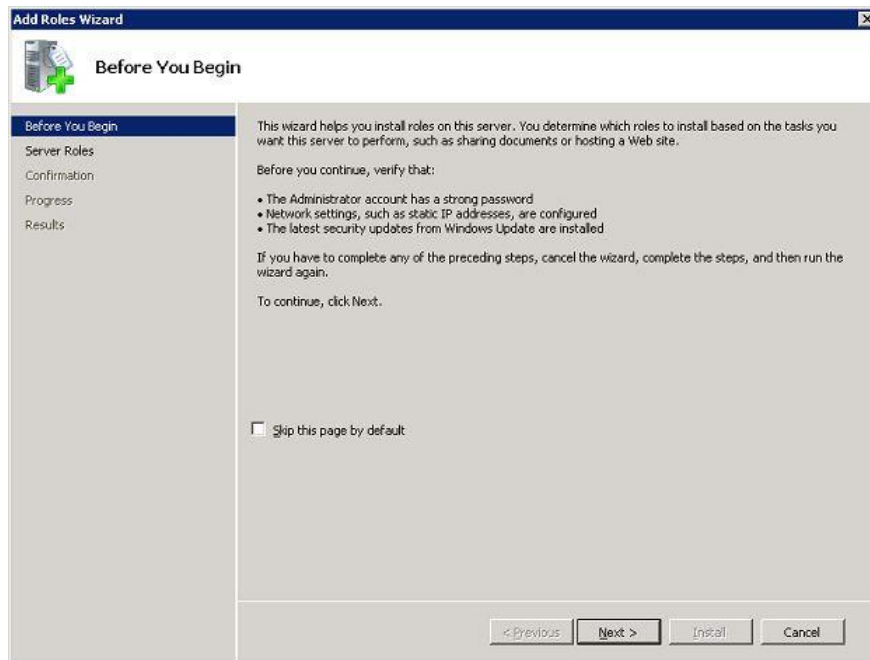 Add Roles Wizard
Before You Begin
Before You Begin
Server Roles
Confirmation
Progress
Results
This wizard helps you install roles on this server. You determine which roles to install based on the tasks you
want this server to perform, such as sharing documents or hosting a Web site.
Before you continue, verify that:
• The Administrator account has a strong password
• Network settings, such as static IP addresses, are configured
• The latest security updates from Windows Update are installed
If you have to complete any of the preceding steps, cancel the wizard, complete the steps, and then run the
wizard again.
To continue, click Next.
Skip this page by default
< Previous Next > Install Cancel